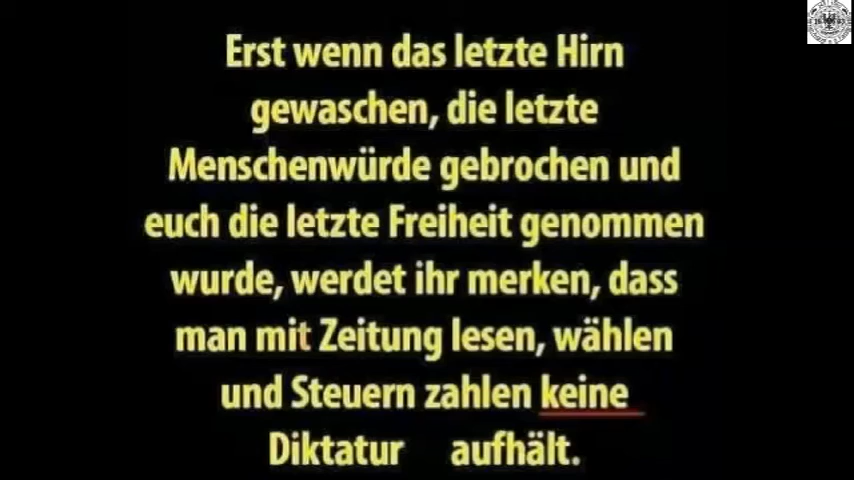 Erst wenn das letzte Hirn
gewaschen, die letzte
Menschenwürde gebrochen und
euch die letzte Freiheit genommen
wurde, werdet ihr merken, dass
man mit Zeitung lesen, wählen
und Steuern zahlen keine
Diktatur aufhält.